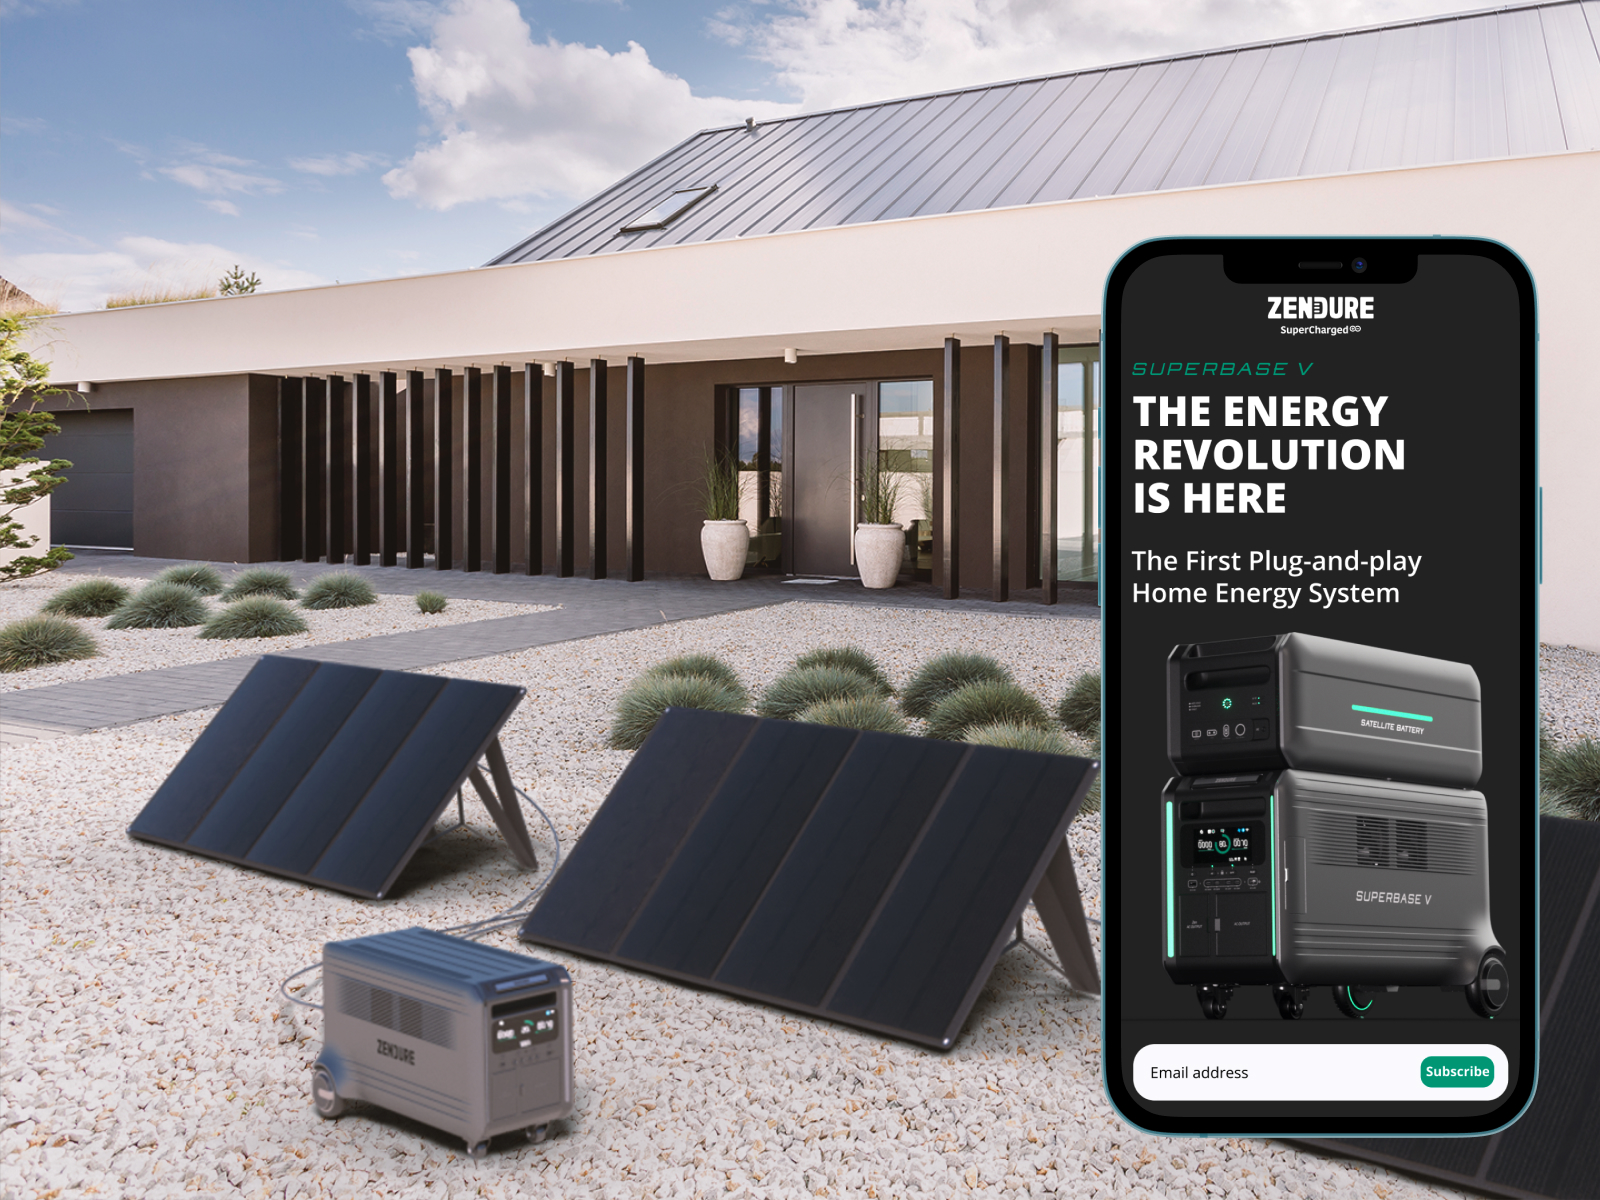 ZENDURE
SuperCharged
SUPERBASE V
THE ENERGY
REVOLUTION
IS HERE
The First Plug-and-play
Home Energy System
SATELLITE BATTERY
SUPERBASE V
Email address
Subscribe
ZENDURE